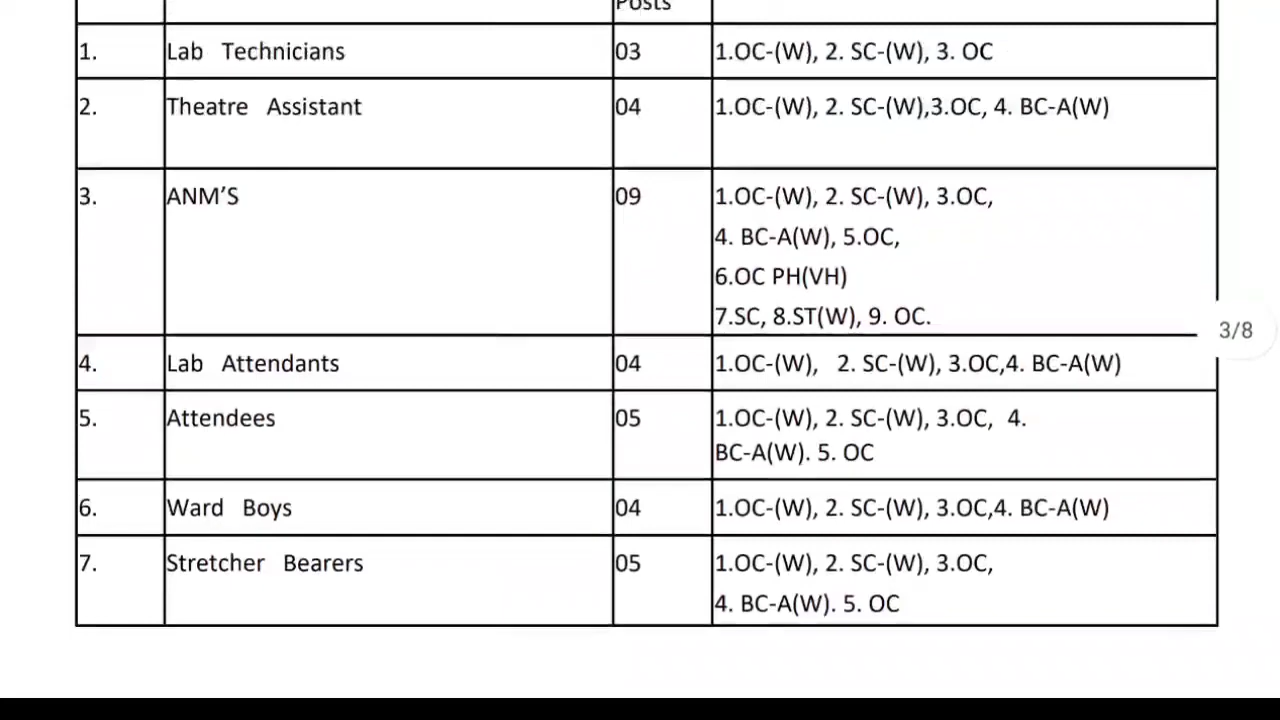 Posts
1. Lab Technicians 03 1.OC-(W), 2. SC-(W), 3. OC
2. Theatre Assistant 04 1.OC-(W), 2. SC-(W),3.OC, 4. BC-A(W)
3. ANM’S 09 1.OC-(W), 2. SC-(W), 3.OC,
4. BC-A(W), 5.OC,
6.OC PH(VH)
7.SC, 8.ST(W), 9. OC.
3/8
4. Lab Attendants 04 1.OC-(W), 2. SC-(W), 3.OC,4. BC-A(W)
5. Attendees 05 1.OC-(W), 2. SC-(W), 3.OC, 4.
BC-A(W). 5. OC
6. Ward Boys 04 1.OC-(W), 2. SC-(W), 3.OC,4. BC-A(W)
7. Stretcher Bearers 05 1.OC-(W), 2. SC-(W), 3.OC,
4. BC-A(W). 5. OC